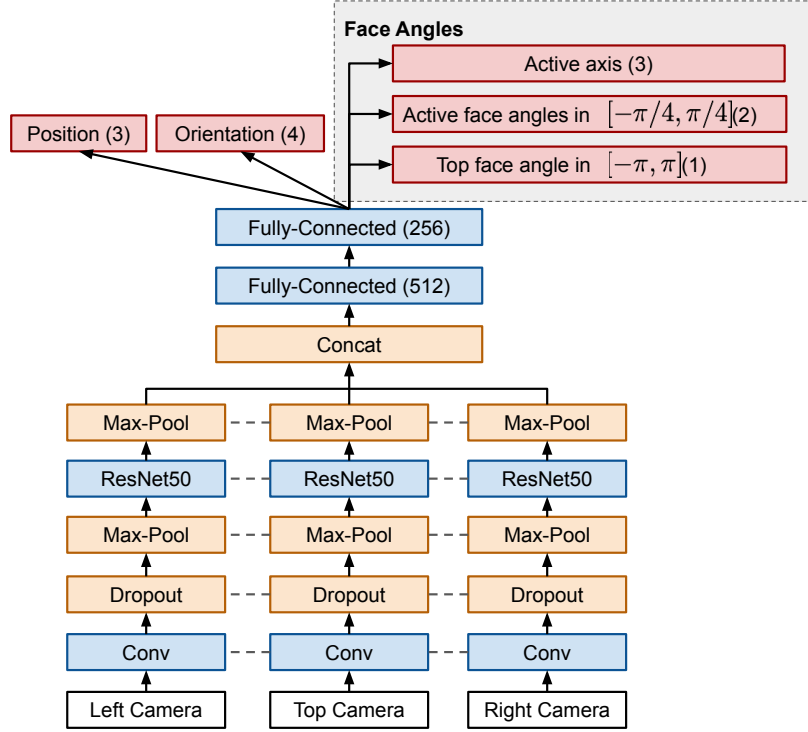 Face Angles
Active axis (3)
Active face angles in [−π/4, π/4](2)
Top face angle in [−π, π](1)
Position (3)
Orientation (4)
Fully-Connected (256)
Fully-Connected (512)
Concat
Max-Pool Max-Pool Max-Pool
ResNet50 ResNet50 ResNet50
Max-Pool Max-Pool Max-Pool
Dropout Dropout Dropout
Conv Conv Conv
Left Camera Top Camera Right Camera